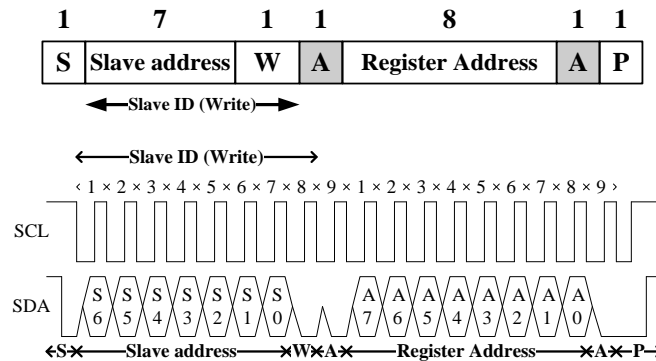 1 7 1 1 8 1 1
S Slave address W A Register Address A P
Slave ID (Write)
Slave ID (Write)
1 × 2 × 3 × 4 × 5 × 6 × 7 × 8 × 9 × 1 × 2 × 3 × 4 × 5 × 6 × 7 × 8 × 9
SCL
SDA
S S S S S S S A A A A A A A A
6 5 4 3 2 1 0 7 6 5 4 3 2 1 0
S Slave address W A Register Address A P